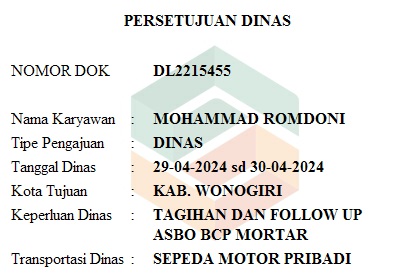 PERSETUJUAN DINAS
NOMOR DOK DL2215455
Nama Karyawan : MOHAMMAD ROMDONI
Tipe Pengajuan : DINAS
Tanggal Dinas : 29-04-2024 sd 30-04-2024
Kota Tujuan : KAB. WONOGIRI
Keperluan Dinas : TAGIHAN DAN FOLLOW UP
ASBO BCP MORTAR
Transportasi Dinas : SEPEDA MOTOR PRIBADI